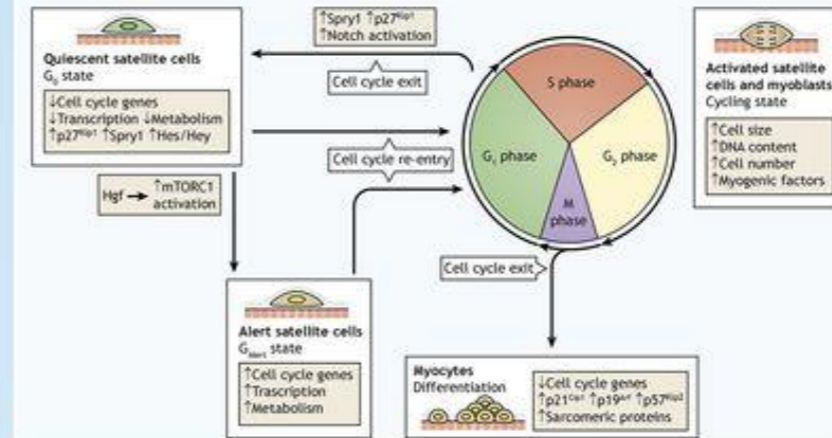 ↑Spry1 ↑p27ᴷⁱᵖ¹
↑Notch activation
Cell cycle exit
Quiescent satellite cells
G₀ state
↓Cell cycle genes
↓Transcription ↓Metabolism
↑p27ᴷⁱᵖ¹ ↑Spry1 ↑Hes/Hey
Cell cycle re-entry
Hgf → ↑mTORC1
activation
S phase
G₁ phase
G₂ phase
M
phase
Activated satellite
cells and myoblasts
Cycling state
↑Cell size
↑DNA content
↑Cell number
↑Myogenic factors
Cell cycle exit
Alert satellite cells
G_Alert state
↑Cell cycle genes
↑Trascription
↑Metabolism
Myocytes
Differentiation
↓Cell cycle genes
↑p21ᶜⁱᵖ¹ ↑p19ᴬʳᶠ ↑p57ᴷⁱᵖ²
↑Sarcomeric proteins